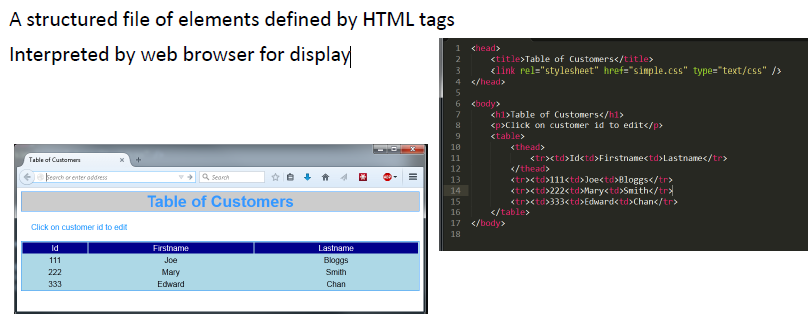 A structured file of elements defined by HTML tags
Interpreted by web browser for display
1 <head>
2 <title>Table of Customers</title>
3 <link rel="stylesheet" href="simple.css" type="text/css" />
4 </head>
5
6 <body>
7 <h1>Table of Customers</h1>
8 <p>Click on customer id to edit</p>
9 <table>
10 <thead>
11 <tr><td>Id<td>Firstname<td>Lastname</tr>
12 </thead>
13 <tr><td>111<td>Joe<td>Bloggs</tr>
14 <tr><td>222<td>Mary<td>Smith</tr>
15 <tr><td>333<td>Edward<td>Chan</tr>
16 </table>
17 </body>
18
Table of Customers
Search or enter address
Search
ABP
Table of Customers
Click on customer id to edit
Id Firstname Lastname
111 Joe Bloggs
222 Mary Smith
333 Edward Chan